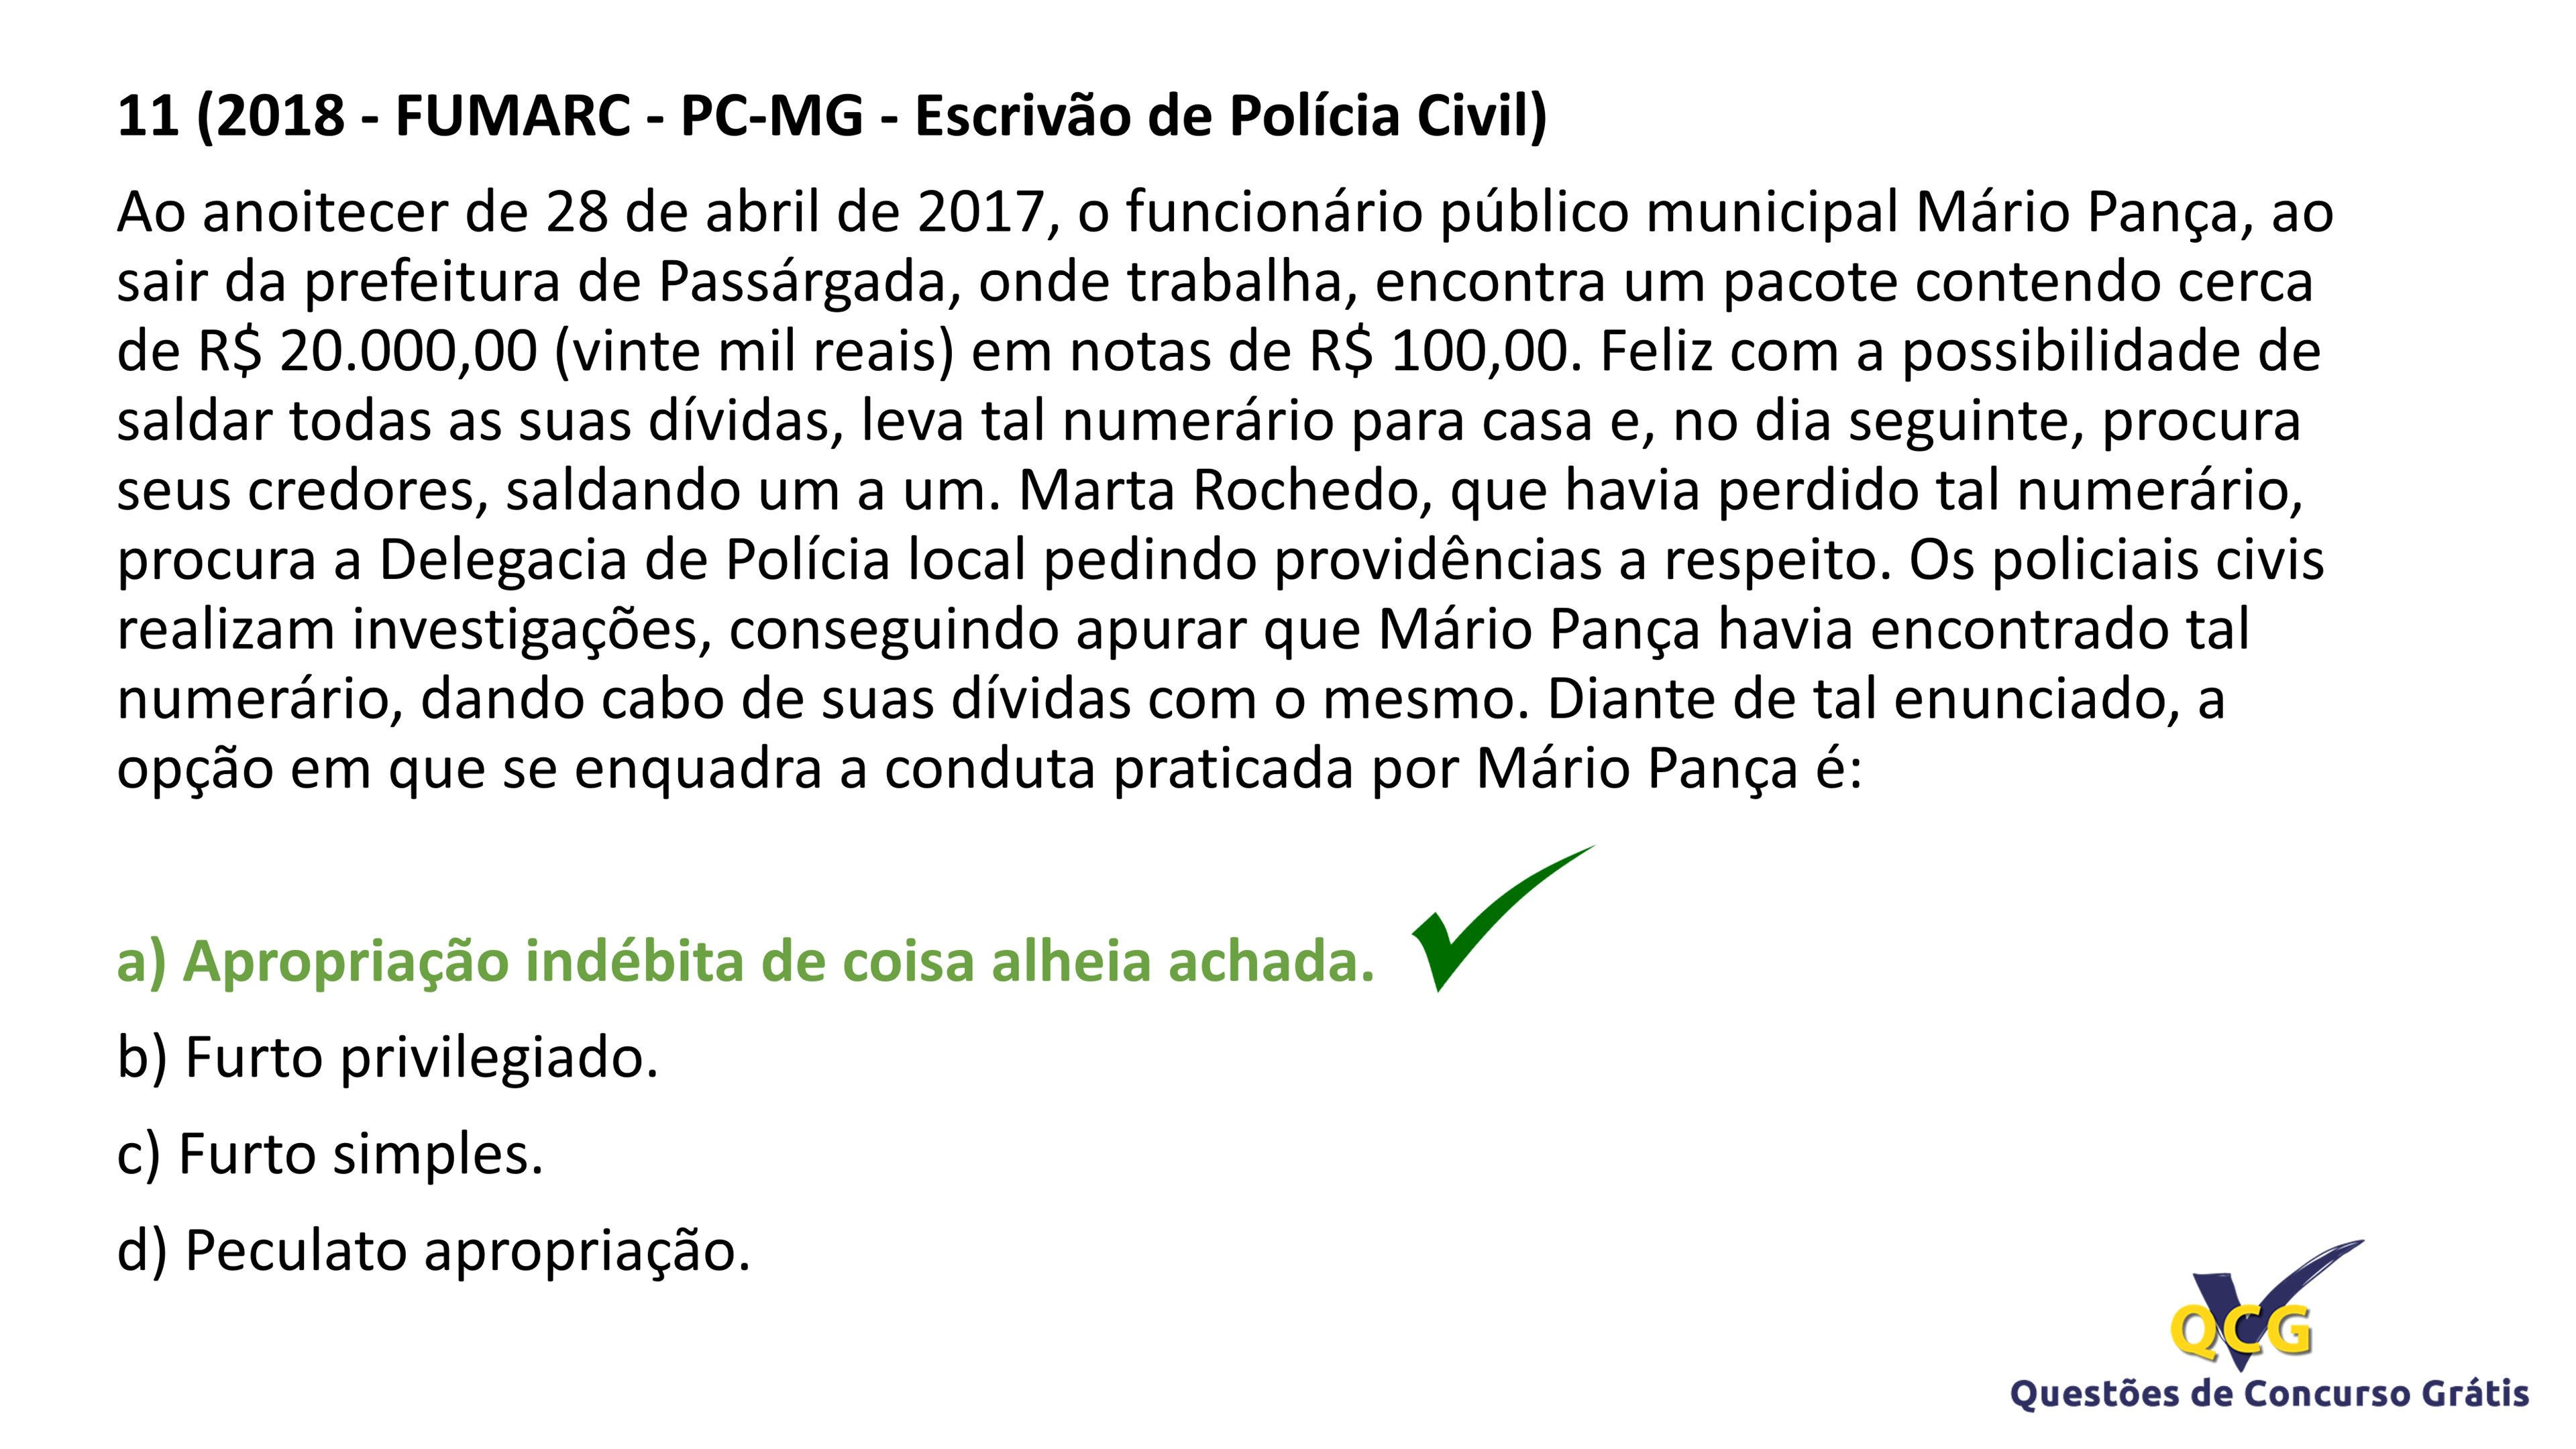 11 (2018 - FUMARC - PC-MG - Escrivão de Polícia Civil)
Ao anoitecer de 28 de abril de 2017, o funcionário público municipal Mário Pança, ao
sair da prefeitura de Passárgada, onde trabalha, encontra um pacote contendo cerca
de R$ 20.000,00 (vinte mil reais) em notas de R$ 100,00. Feliz com a possibilidade de
saldar todas as suas dívidas, leva tal numerário para casa e, no dia seguinte, procura
seus credores, saldando um a um. Marta Rochedo, que havia perdido tal numerário,
procura a Delegacia de Polícia local pedindo providências a respeito. Os policiais civis
realizam investigações, conseguindo apurar que Mário Pança havia encontrado tal
numerário, dando cabo de suas dívidas com o mesmo. Diante de tal enunciado, a
opção em que se enquadra a conduta praticada por Mário Pança é:
a) Apropriação indébita de coisa alheia achada.
b) Furto privilegiado.
c) Furto simples.
d) Peculato apropriação.
QCG
Questões de Concurso Grátis